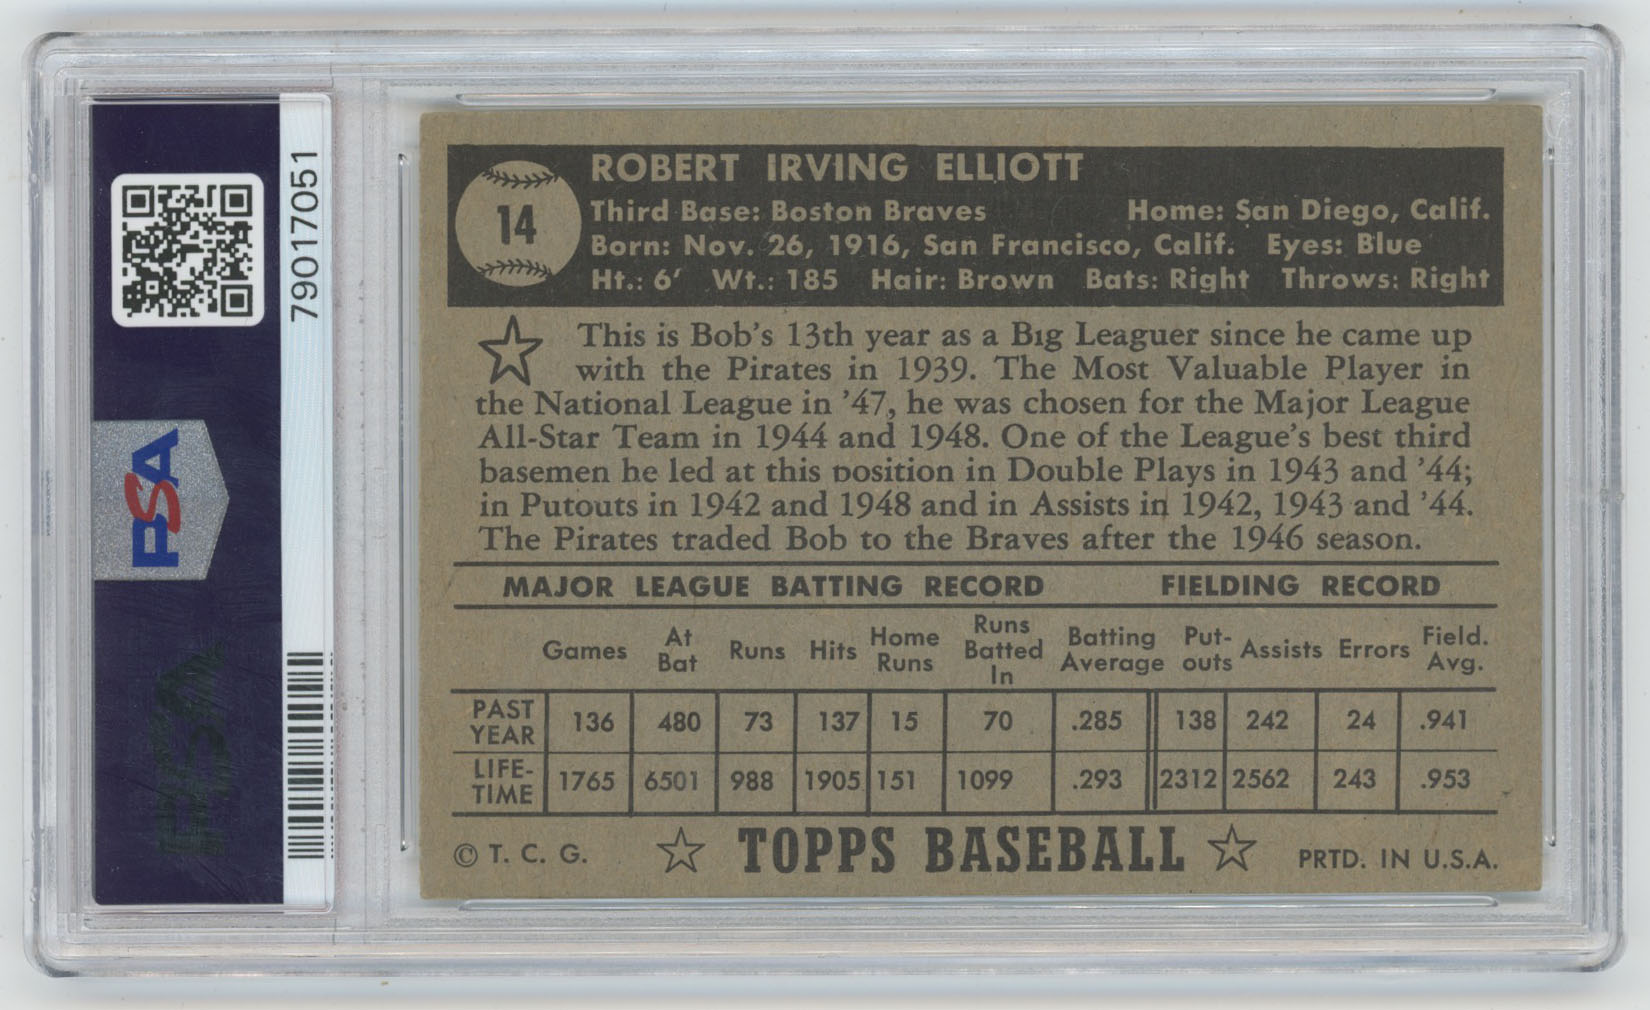 79017051
PSA
14
ROBERT IRVING ELLIOTT
Third Base: Boston Braves Home: San Diego, Calif.
Born: Nov. 26, 1916, San Francisco, Calif. Eyes: Blue
Ht.: 6' Wt.: 185 Hair: Brown Bats: Right Throws: Right
This is Bob's 13th year as a Big Leaguer since he came up
with the Pirates in 1939. The Most Valuable Player in
the National League in '47, he was chosen for the Major League
All-Star Team in 1944 and 1948. One of the League's best third
basemen he led at this position in Double Plays in 1943 and '44;
in Putouts in 1942 and 1948 and in Assists in 1942, 1943 and '44.
The Pirates traded Bob to the Braves after the 1946 season.
MAJOR LEAGUE BATTING RECORD FIELDING RECORD
Games At Bat Runs Hits Home Runs Runs Batted In Batting Average Put-outs Assists Errors Field. Avg.
PAST YEAR 136 480 73 137 15 70 .285 138 242 24 .941
LIFE-TIME 1765 6501 988 1905 151 1099 .293 2312 2562 243 .953
© T. C. G. TOPPS BASEBALL PRTD. IN U.S.A.
PSA